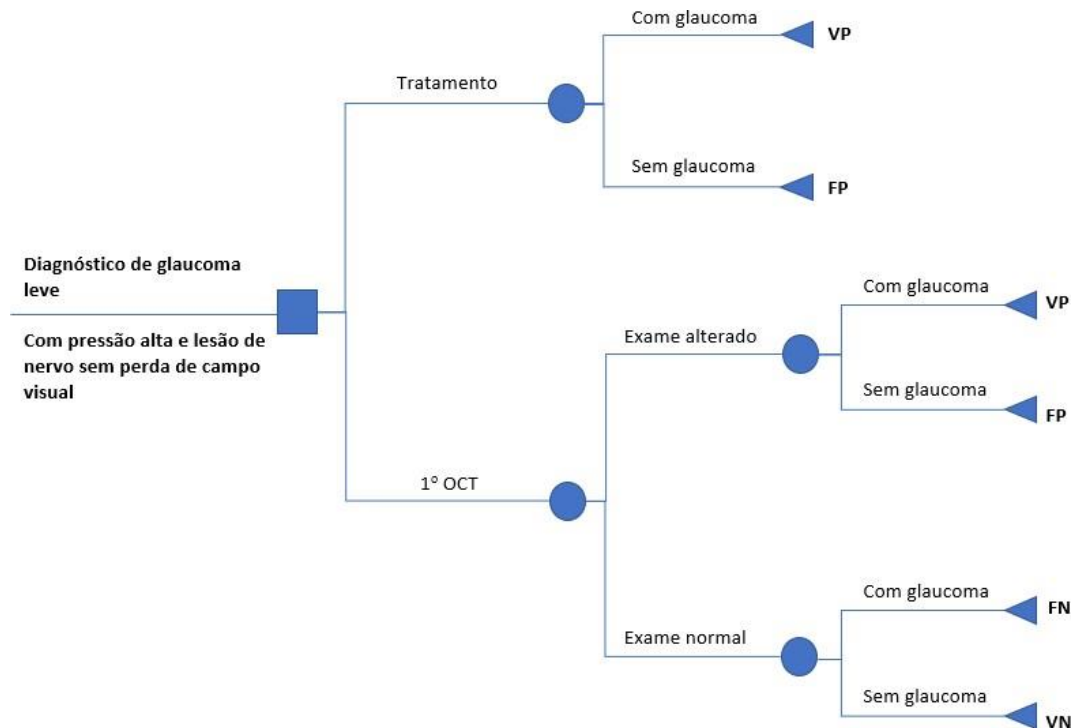 Com glaucoma
VP
Tratamento
Sem glaucoma
FP
Diagnóstico de glaucoma
leve
Com pressão alta e lesão de
nervo sem perda de campo
visual
Com glaucoma
VP
Exame alterado
Sem glaucoma
FP
1º OCT
Com glaucoma
FN
Exame normal
Sem glaucoma
VN